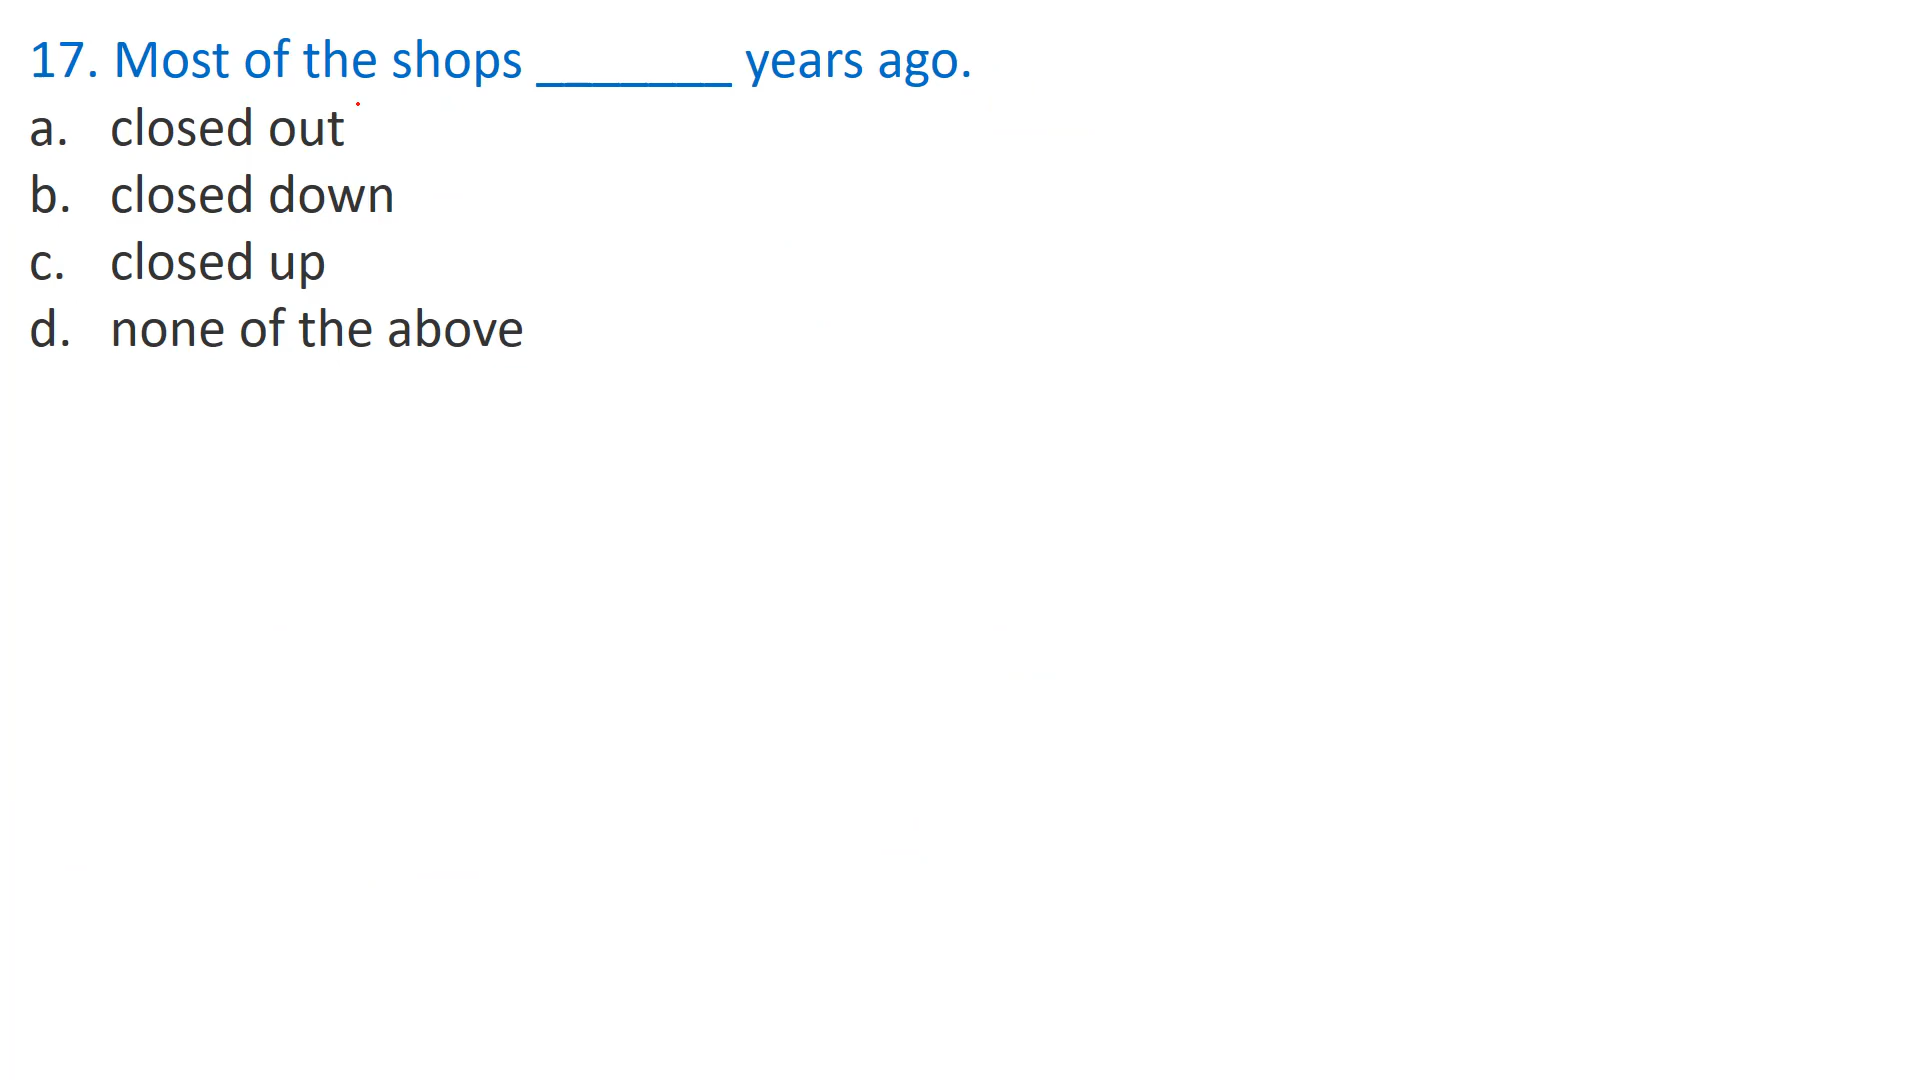 17. Most of the shops _______ years ago.
a. closed out
b. closed down
c. closed up
d. none of the above